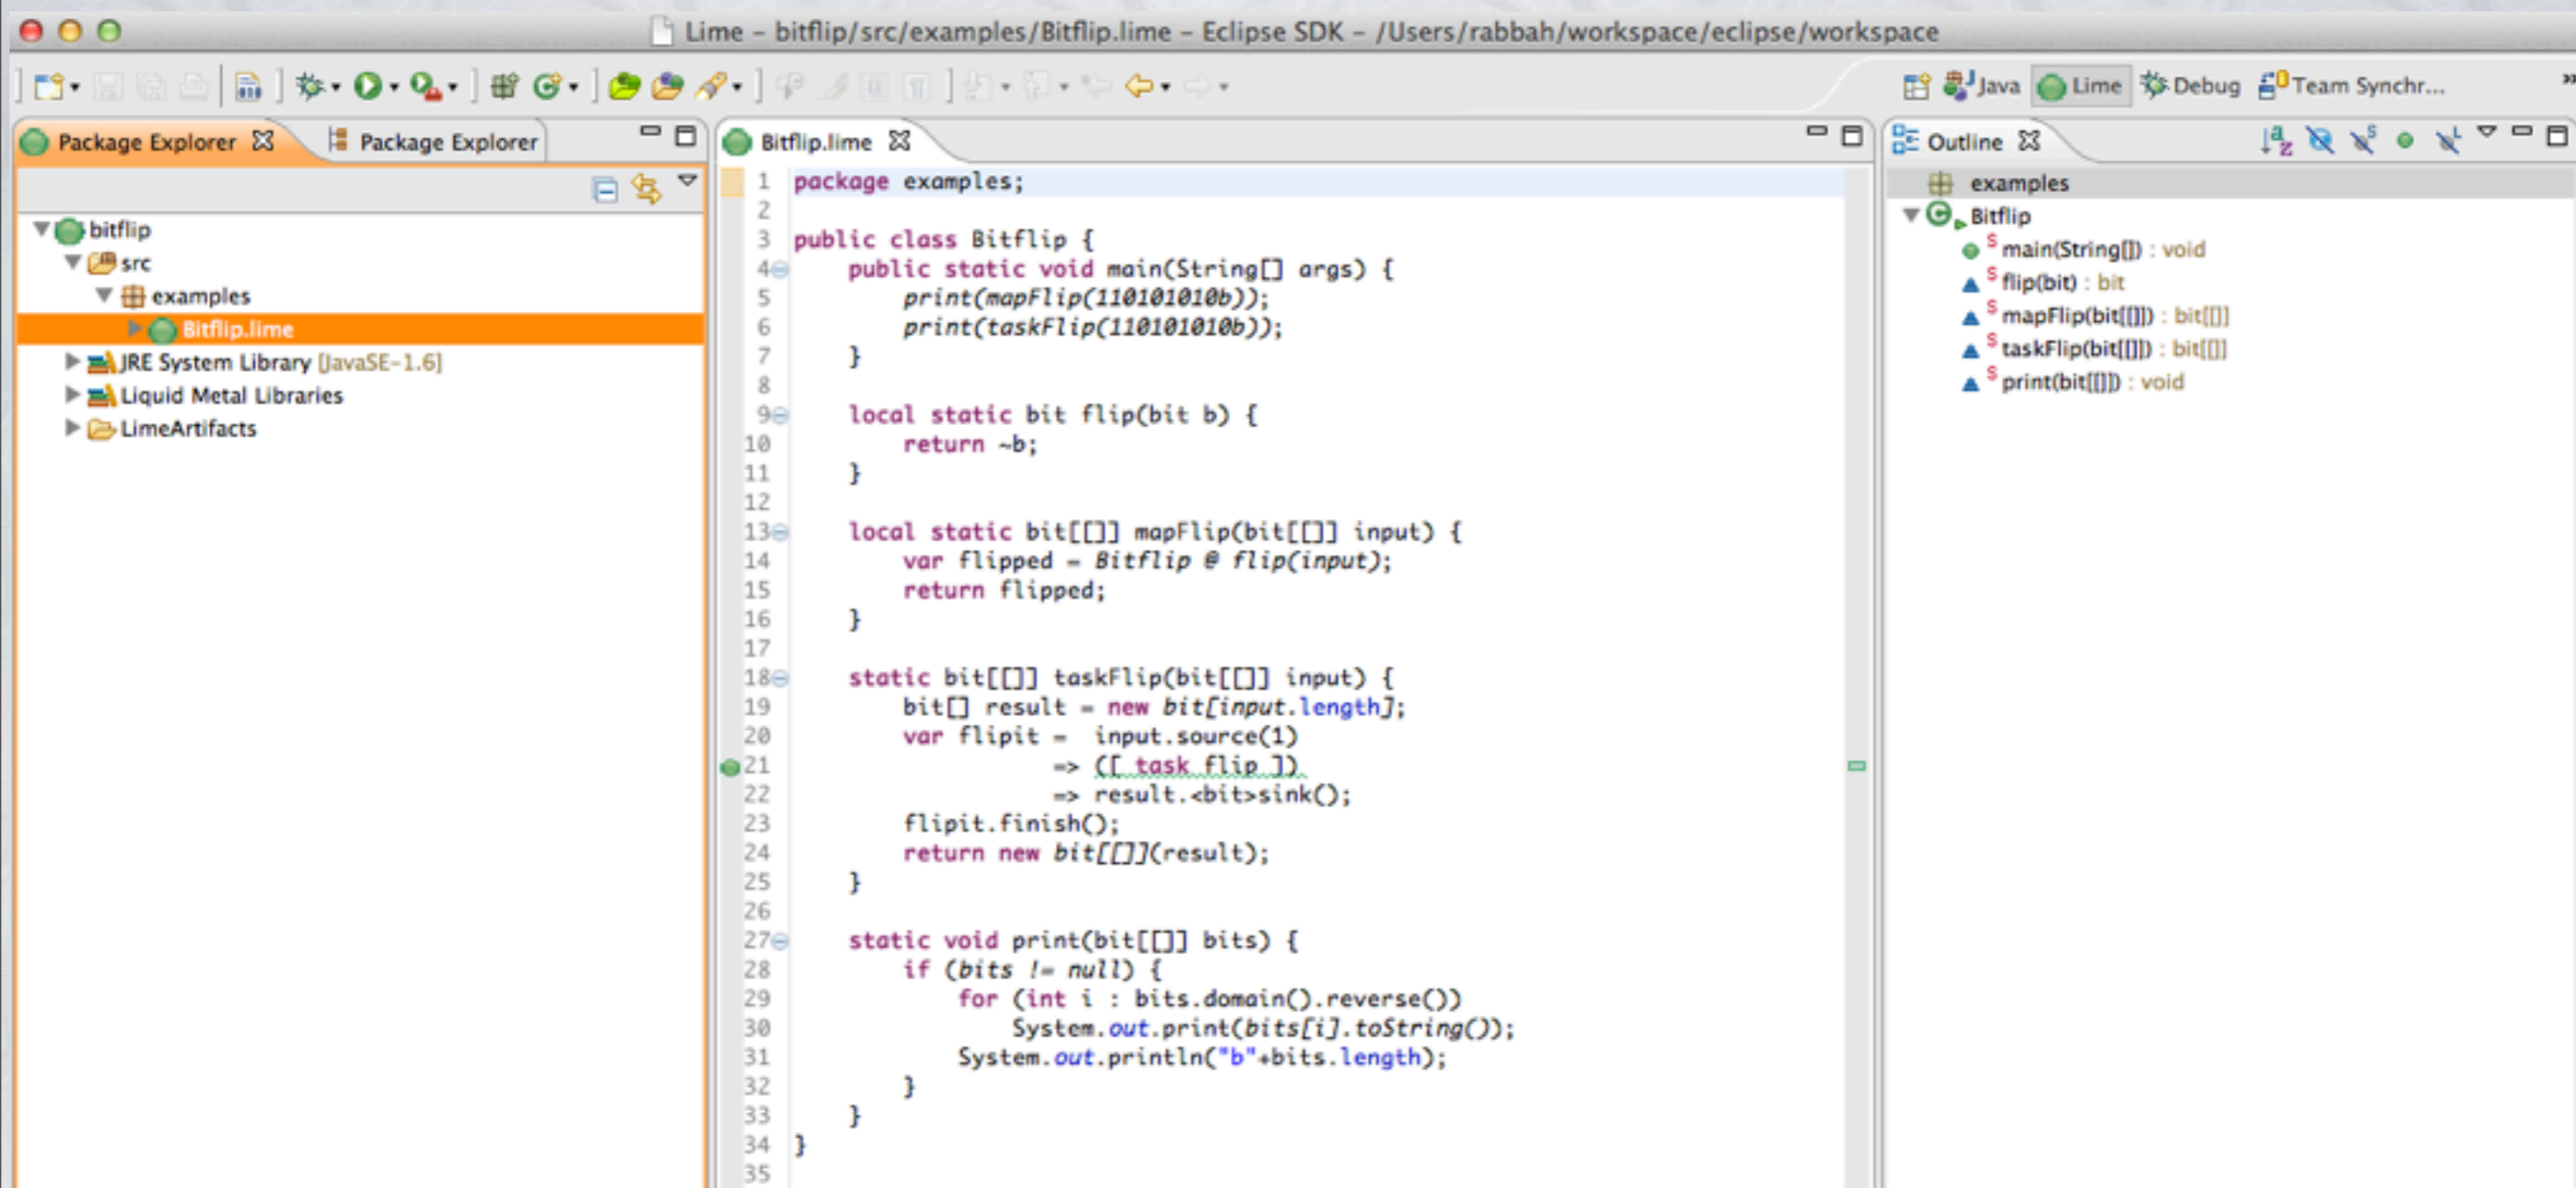 Lime – bitflip/src/examples/Bitflip.lime – Eclipse SDK – /Users/rabbah/workspace/eclipse/workspace
Java Lime Debug Team Synchr... »
Package Explorer Package Explorer
bitflip
src
examples
Bitflip.lime
JRE System Library [JavaSE-1.6]
Liquid Metal Libraries
LimeArtifacts
Bitflip.lime
1 package examples;
2
3 public class Bitflip {
4     public static void main(String[] args) {
5         print(mapFlip(110101010b));
6         print(taskFlip(110101010b));
7     }
8
9     local static bit flip(bit b) {
10         return ~b;
11     }
12
13     local static bit[[]] mapFlip(bit[[]] input) {
14         var flipped = Bitflip @ flip(input);
15         return flipped;
16     }
17
18     static bit[[]] taskFlip(bit[[]] input) {
19         bit[] result = new bit[input.length];
20         var flipit =  input.source(1)
21                    => ([ task flip ])
22                    => result.<bit>sink();
23         flipit.finish();
24         return new bit[[]](result);
25     }
26
27     static void print(bit[[]] bits) {
28         if (bits != null) {
29             for (int i : bits.domain().reverse())
30                 System.out.print(bits[i].toString());
31             System.out.println("b"+bits.length);
32         }
33     }
34 }
35
Outline
examples
Bitflip
main(String[]) : void
flip(bit) : bit
mapFlip(bit[[]]) : bit[[]]
taskFlip(bit[[]]) : bit[[]]
print(bit[[]]) : void